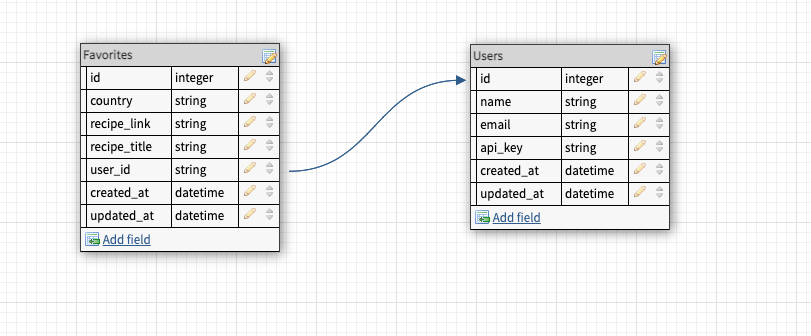 Favorites
id integer
country string
recipe_link string
recipe_title string
user_id string
created_at datetime
updated_at datetime
Add field
Users
id integer
name string
email string
api_key string
created_at datetime
updated_at datetime
Add field